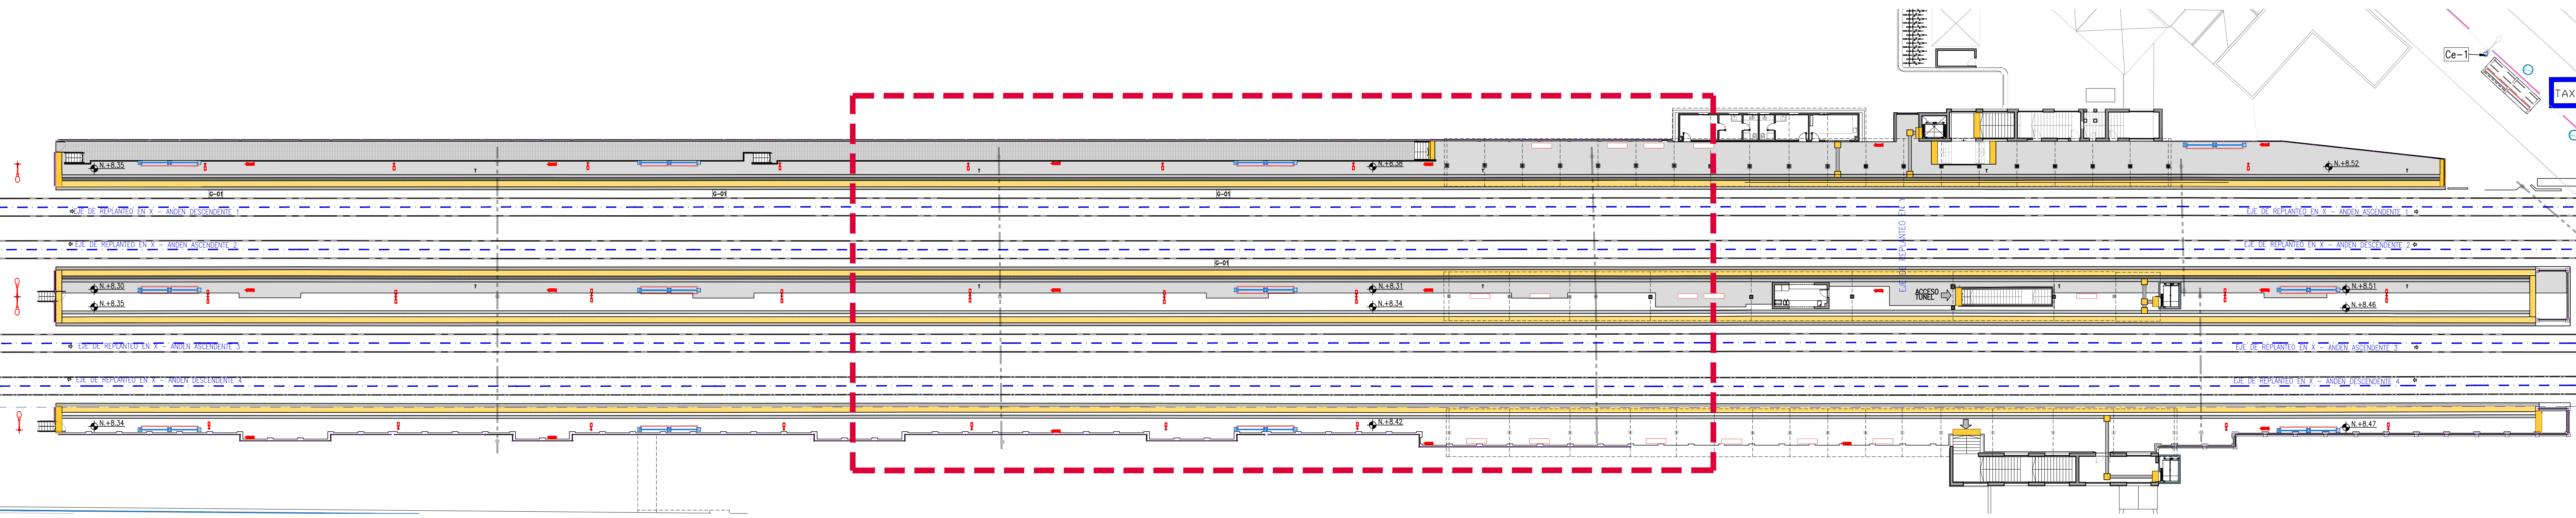 Ce-1
TAX
N.+8.35
N.+8.38
N.+8.52
G-01
G-01
G-01
EJE DE REPLANTEO EN X - ANDEN DESCENDENTE 1
EJE DE REPLANTEO EN X - ANDEN ASCENDENTE 1
EJE DE REPLANTEO EN Y
EJE DE REPLANTEO EN X - ANDEN ASCENDENTE 2
EJE DE REPLANTEO EN X - ANDEN DESCENDENTE 2
G-01
N.+8.30
N.+8.31
N.+8.51
ACCESO
TUNEL
N.+8.35
N.+8.34
N.+8.46
EJE DE REPLANTEO EN X - ANDEN ASCENDENTE 3
EJE DE REPLANTEO EN X - ANDEN ASCENDENTE 3
EJE DE REPLANTEO EN X - ANDEN DESCENDENTE 4
EJE DE REPLANTEO EN X - ANDEN DESCENDENTE 4
N.+8.34
N.+8.42
N.+8.47